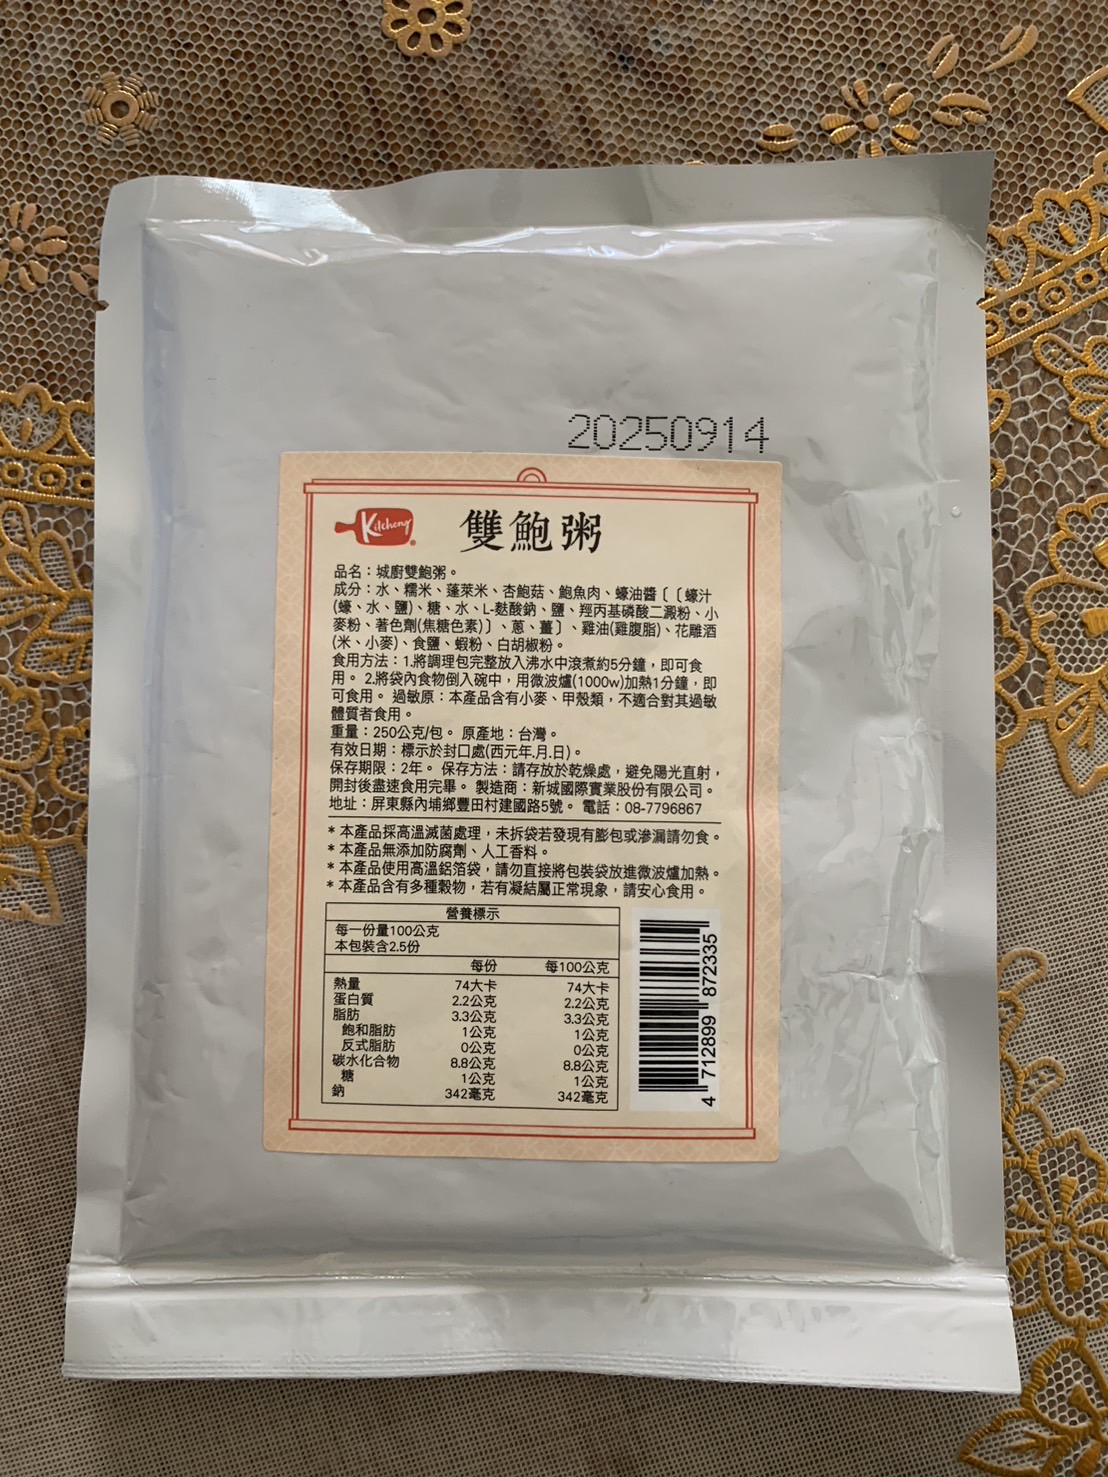 20250914
Kitcheng®
雙鮑粥
品名：城廚雙鮑粥。
成分：水、糯米、蓬萊米、杏鮑菇、鮑魚肉、蠔油醬〔〔蠔汁
(蠔、水、鹽)、糖、水、L-麩酸鈉、鹽、羥丙基磷酸二澱粉、小
麥粉、著色劑(焦糖色素)〕、蔥、薑〕、雞油(雞腹脂)、花雕酒
(米、小麥)、食鹽、蝦粉、白胡椒粉。
食用方法：1.將調理包完整放入沸水中滾煮約5分鐘，即可食
用。 2.將袋內食物倒入碗中，用微波爐(1000w)加熱1分鐘，即
可食用。 過敏原：本產品含有小麥、甲殼類，不適合對其過敏
體質者食用。
重量：250公克/包。 原產地：台灣。
有效日期：標示於封口處(西元年.月.日)。
保存期限：2年。 保存方法：請存放於乾燥處，避免陽光直射，
開封後盡速食用完畢。 製造商：新城國際實業股份有限公司。
地址：屏東縣內埔鄉豐田村建國路5號。 電話：08-7796867
*本產品採高溫滅菌處理，未拆袋若發現有膨包或滲漏請勿食。
*本產品無添加防腐劑、人工香料。
*本產品使用高溫鋁箔袋，請勿直接將包裝袋放進微波爐加熱。
*本產品含有多種穀物，若有凝結屬正常現象，請安心食用。
營養標示
每一份量100公克
本包裝含2.5份
每份 每100公克
熱量 74大卡 74大卡
蛋白質 2.2公克 2.2公克
脂肪 3.3公克 3.3公克
飽和脂肪 1公克 1公克
反式脂肪 0公克 0公克
碳水化合物 8.8公克 8.8公克
糖 1公克 1公克
鈉 342毫克 342毫克
4 712899 872335